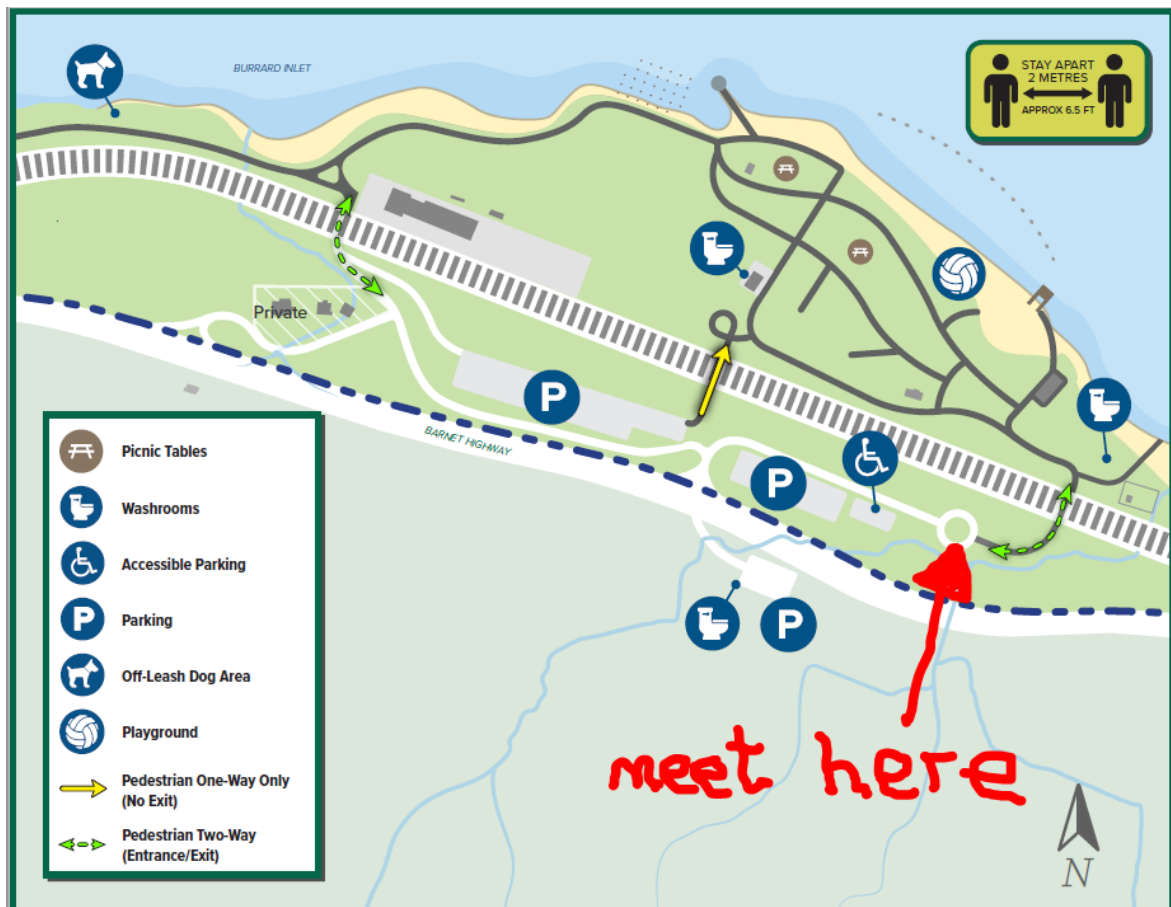 BURRARD INLET
STAY APART
2 METRES
APPROX 6.5 FT
Private
P
BARNET HIGHWAY
P
P
Picnic Tables
Washrooms
Accessible Parking
P
Parking
Off-Leash Dog Area
Playground
Pedestrian One-Way Only
(No Exit)
Pedestrian Two-Way
(Entrance/Exit)
meet here
N